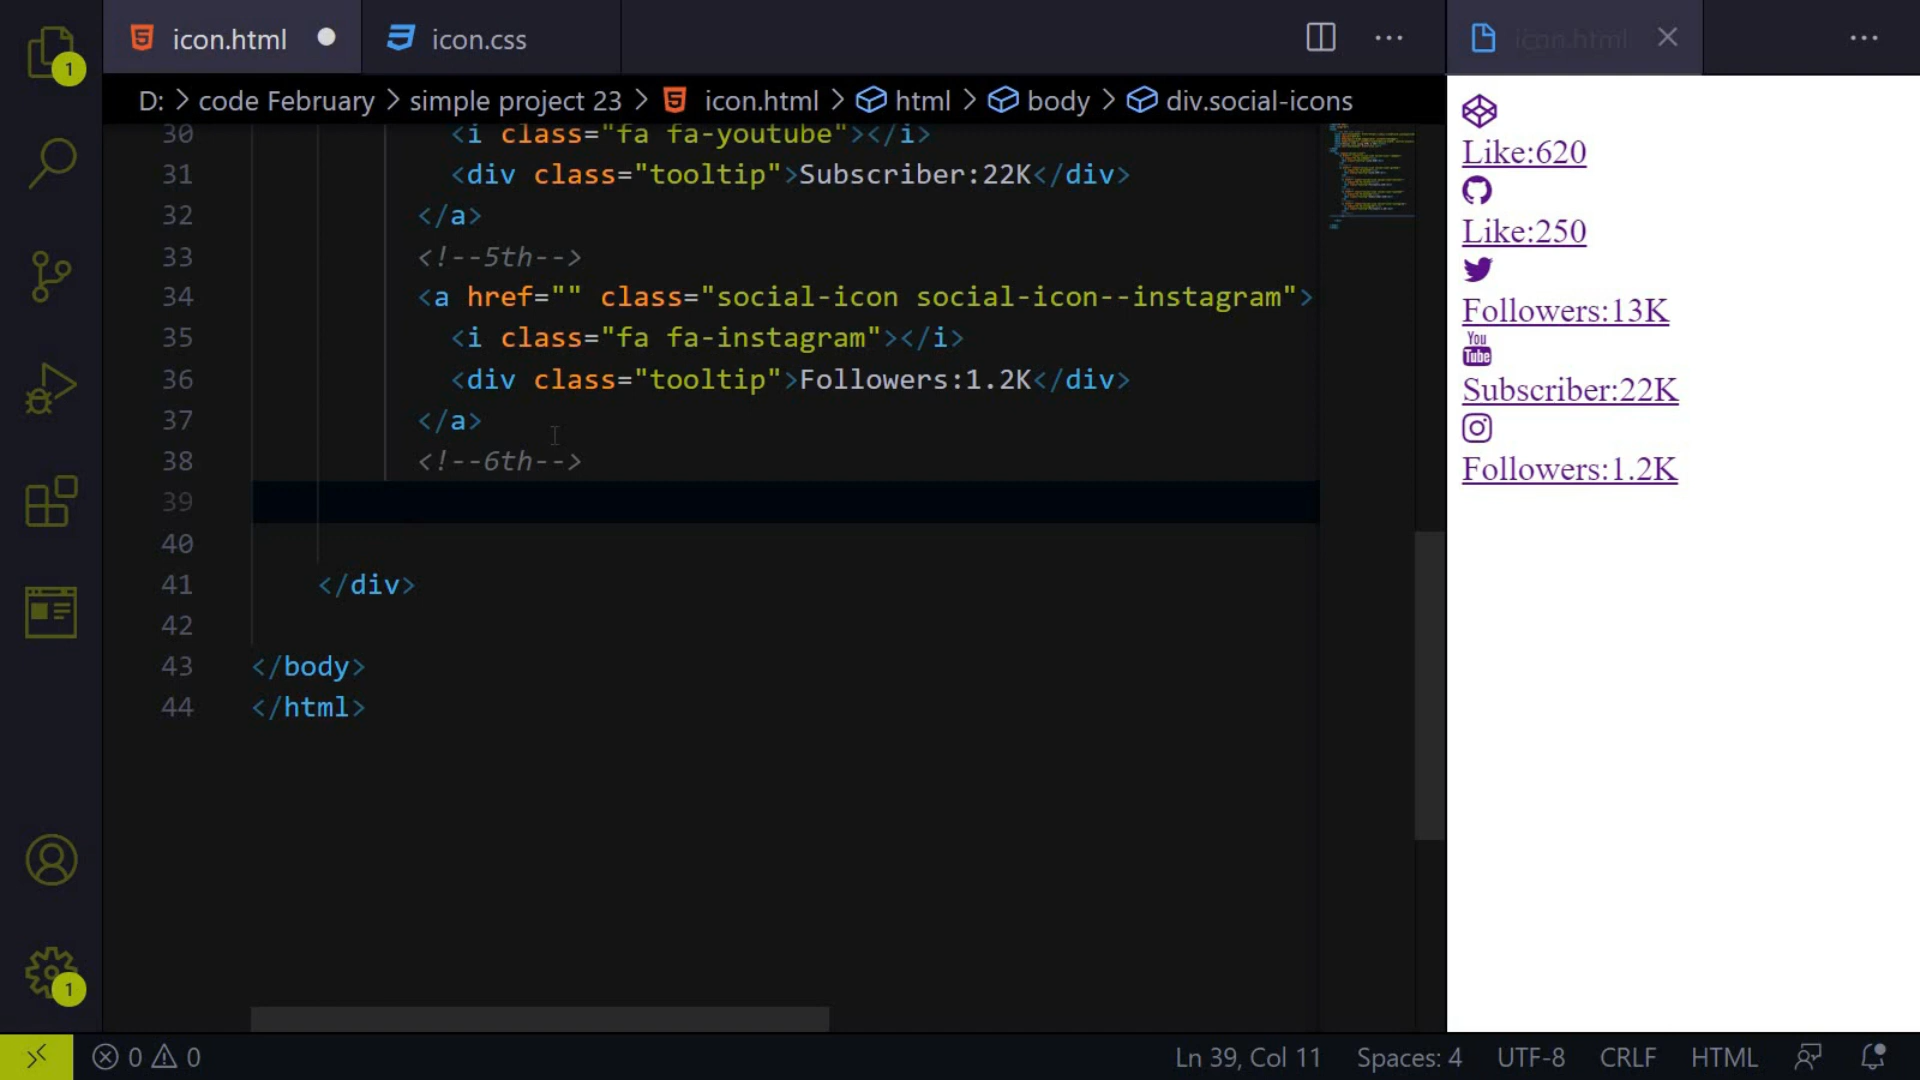 1
icon.html
icon.css
icon.html
D: > code February > simple project 23 > icon.html > html > body > div.social-icons
30 <i class="fa fa-youtube"></i>
31 <div class="tooltip">Subscriber:22K</div>
32 </a>
33 <!--5th-->
34 <a href="" class="social-icon social-icon--instagram">
35 <i class="fa fa-instagram"></i>
36 <div class="tooltip">Followers:1.2K</div>
37 </a>
38 <!--6th-->
39
40
41 </div>
42
43 </body>
44 </html>
Like:620
Like:250
Followers:13K
You
Tube
Subscriber:22K
Followers:1.2K
1
0 0
Ln 39, Col 11 Spaces: 4 UTF-8 CRLF HTML